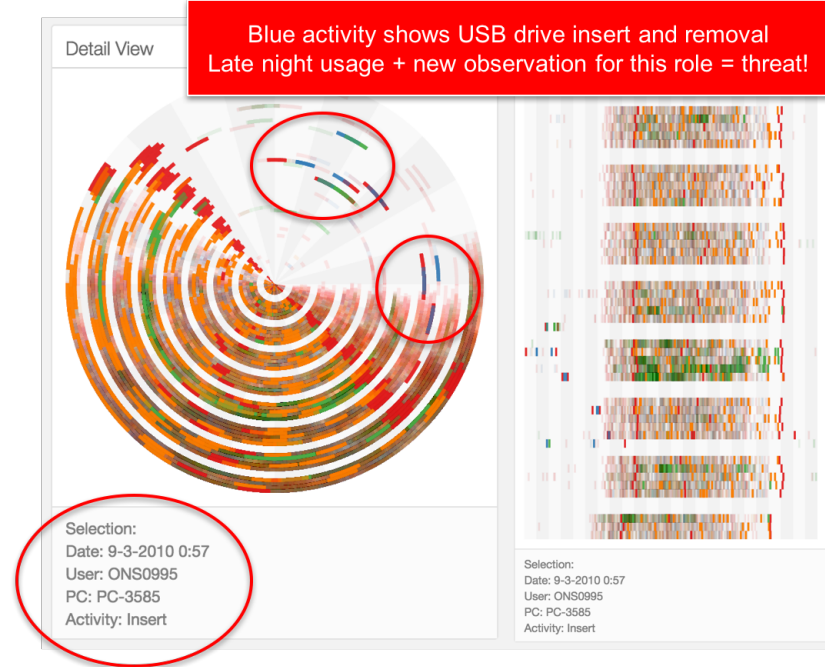 Blue activity shows USB drive insert and removal
Late night usage + new observation for this role = threat!
Detail View
Selection:
Date: 9-3-2010 0:57
User: ONS0995
PC: PC-3585
Activity: Insert
Selection:
Date: 9-3-2010 0:57
User: ONS0995
PC: PC-3585
Activity: Insert